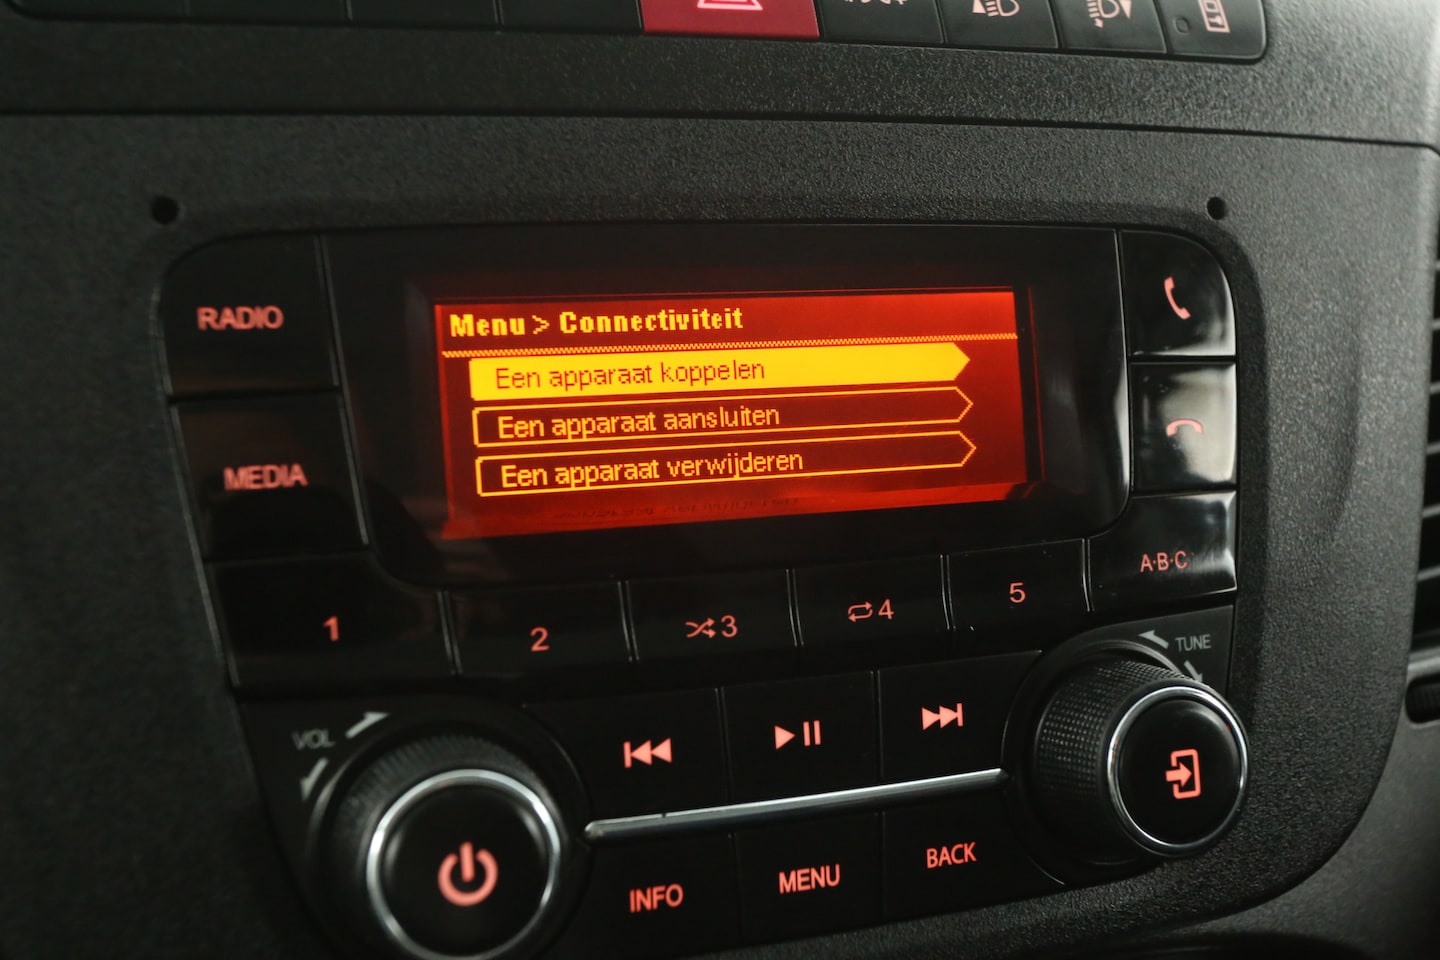 RADIO
Menu > Connectiviteit
Een apparaat koppelen
Een apparaat aansluiten
Een apparaat verwijderen
MEDIA
A·B·C
1
2
3
4
5
TUNE
VOL
INFO
MENU
BACK